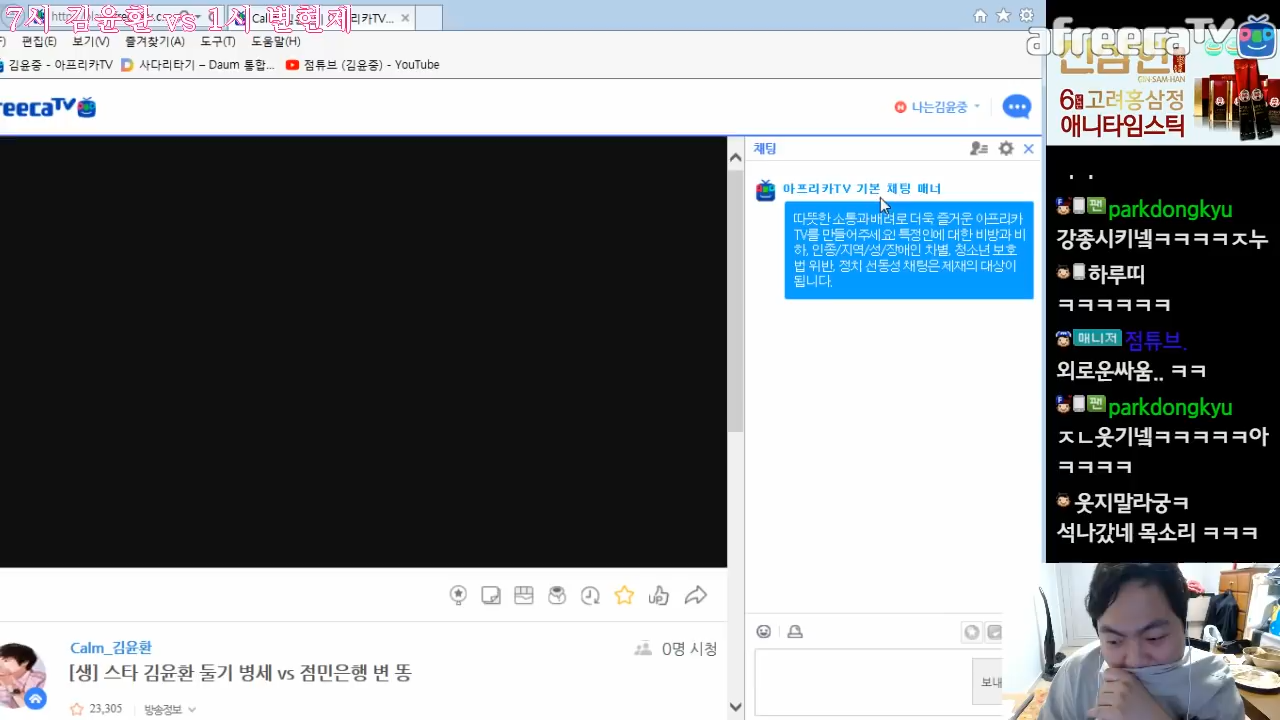 7시 김윤환 vs 1시 변현제
편집(E) 보기(V) 즐겨찾기(A) 도구(T) 도움말(H)
김윤중 - 아프리카TV 사다리타기 – Daum 통합... 점튜브 (김윤중) - YouTube
afreecaTV
GIN·SAM·HAN
6년 고려홍삼정
애니타임스틱
reecaTV
나는김윤중
채팅
아프리카TV 기본 채팅 매너
따뜻한 소통과 배려로 더욱 즐거운 아프리카
TV를 만들어주세요! 특정인에 대한 비방과 비
하, 인종/지역/성/장애인 차별, 청소년 보호
법 위반, 정치 선동성 채팅은 제재의 대상이
됩니다.
. .
팬 parkdongkyu
강종시키넼ㅋㅋㅋㅋㅈ누
하루띠
ㅋㅋㅋㅋㅋㅋ
매니저 점튜브.
외로운싸움.. ㅋㅋ
팬 parkdongkyu
ㅈㄴ웃기넼ㅋㅋㅋㅋㅋ아
ㅋㅋㅋㅋ
웃지말라궁ㅋ
석나갔네 목소리 ㅋㅋㅋ
UP
Calm_김윤환
0명 시청
[생] 스타 김윤환 둘기 병세 vs 점민은행 변 똥
23,305 방송정보
보내